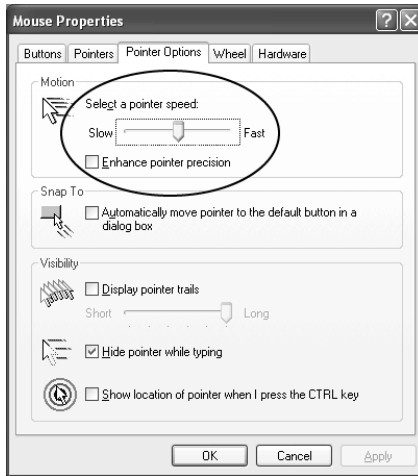 Mouse Properties
Buttons Pointers Pointer Options Wheel Hardware
Motion
Select a pointer speed:
Slow Fast
Enhance pointer precision
Snap To
Automatically move pointer to the default button in a
dialog box
Visibility
Display pointer trails
Short Long
Hide pointer while typing
Show location of pointer when I press the CTRL key
OK Cancel Apply